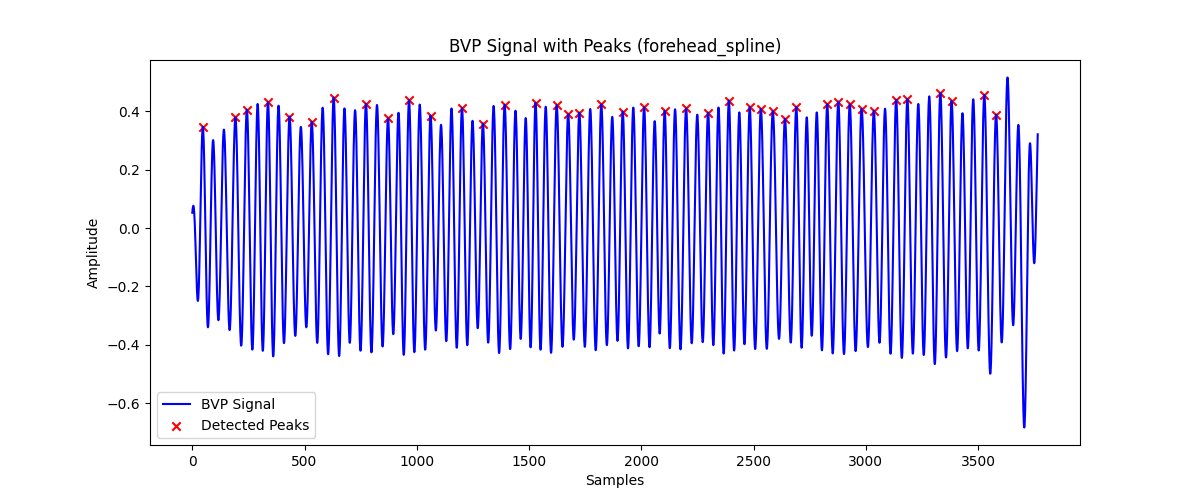 BVP Signal with Peaks (forehead_spline)
Amplitude
0.4
0.2
0.0
−0.2
−0.4
−0.6
BVP Signal
Detected Peaks
0 500 1000 1500 2000 2500 3000 3500
Samples